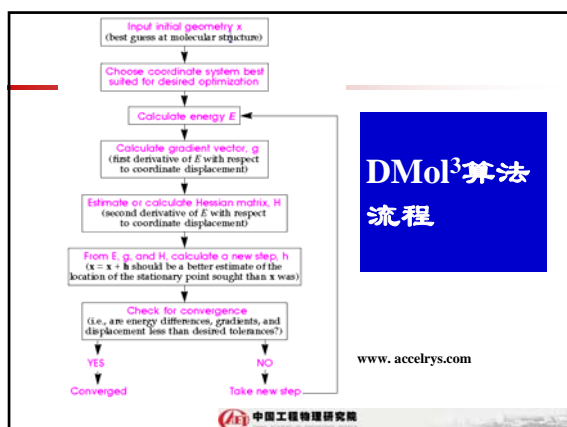 Input initial geometry x
(best guess at molecular structure)
Choose coordinate system best
suited for desired optimization
Calculate energy E
Calculate gradient vector, g
(first derivative of E with respect
to coordinate displacement)
Estimate or calculate Hessian matrix, H
(second derivative of E with respect
to coordinate displacement)
From E, g, and H, calculate a new step, h
(x = x + h should be a better estimate of the
location of the stationary point sought than x was)
Check for convergence
(i.e., are energy differences, gradients, and
displacement less than desired tolerances?)
YES
NO
Converged
Take new step
DMol³算法
流程
www. accelrys.com
中国工程物理研究院